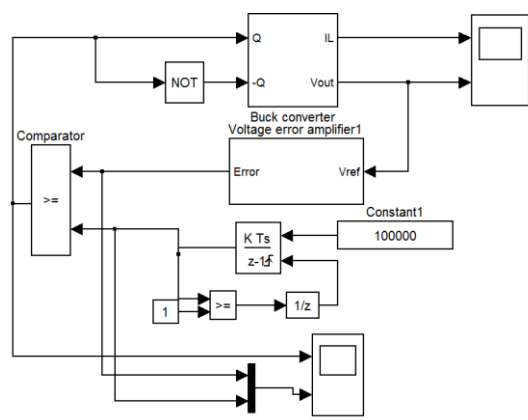 Q
IL
NOT
-Q
Vout
Buck converter
Voltage error amplifier1
Comparator
>=
Error
Vref
Constant1
K Ts
z-1
100000
1
>=
1/z